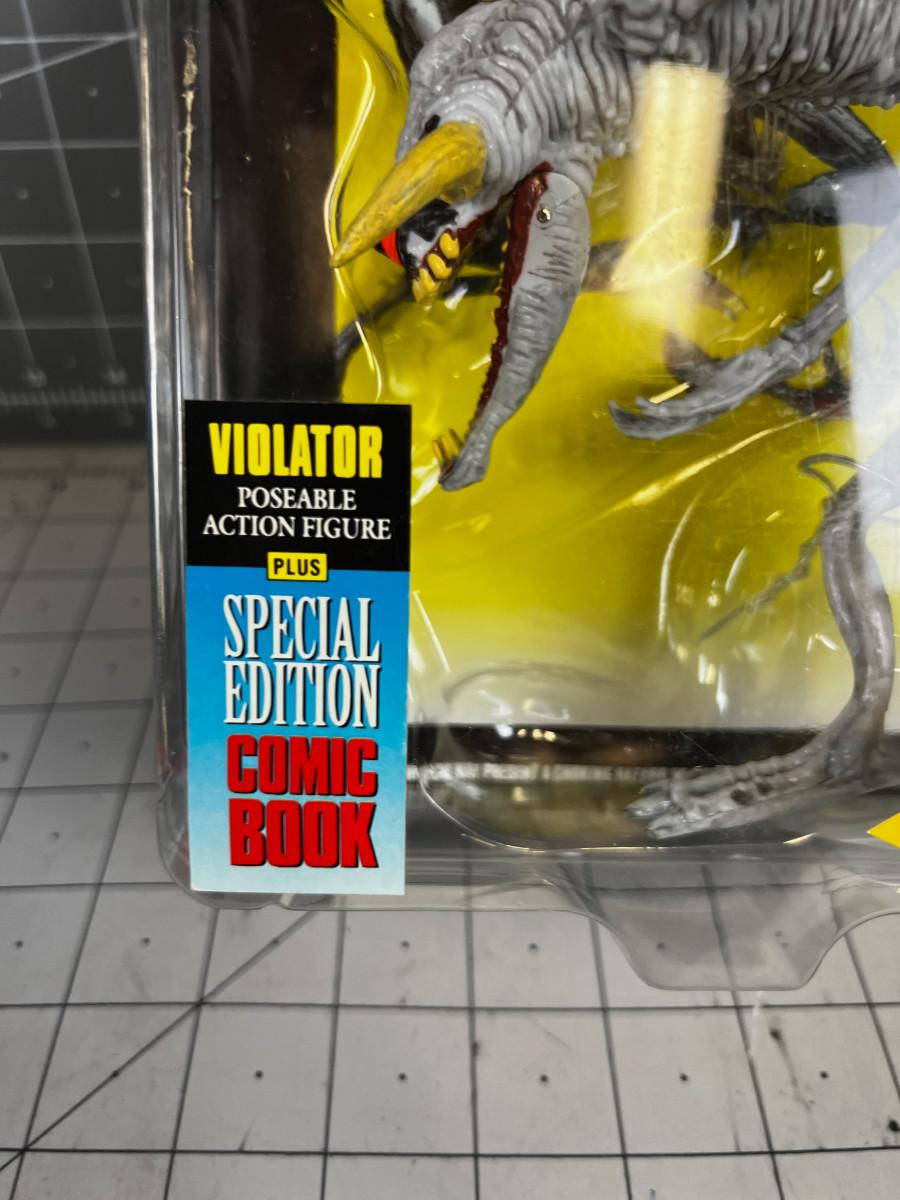 VIOLATOR
POSEABLE
ACTION FIGURE
PLUS
SPECIAL
EDITION
COMIC
BOOK